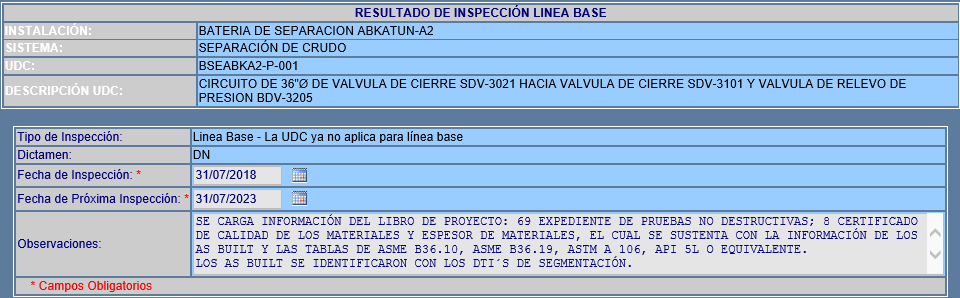 RESULTADO DE INSPECCIÓN LINEA BASE
INSTALACIÓN: BATERIA DE SEPARACION ABKATUN-A2
SISTEMA: SEPARACIÓN DE CRUDO
UDC: BSEABKA2-P-001
DESCRIPCIÓN UDC: CIRCUITO DE 36"Ø DE VALVULA DE CIERRE SDV-3021 HACIA VALVULA DE CIERRE SDV-3101 Y VALVULA DE RELEVO DE
PRESION BDV-3205
Tipo de Inspección: Linea Base - La UDC ya no aplica para línea base
Dictamen: DN
Fecha de Inspección: * 31/07/2018
Fecha de Próxima Inspección: * 31/07/2023
Observaciones: SE CARGA INFORMACIÓN DEL LIBRO DE PROYECTO: 69 EXPEDIENTE DE PRUEBAS NO DESTRUCTIVAS; 8 CERTIFICADO
DE CALIDAD DE LOS MATERIALES Y ESPESOR DE MATERIALES, EL CUAL SE SUSTENTA CON LA INFORMACIÓN DE LOS
AS BUILT Y LAS TABLAS DE ASME B36.10, ASME B36.19, ASTM A 106, API 5L O EQUIVALENTE.
LOS AS BUILT SE IDENTIFICARON CON LOS DTI´S DE SEGMENTACIÓN.
* Campos Obligatorios